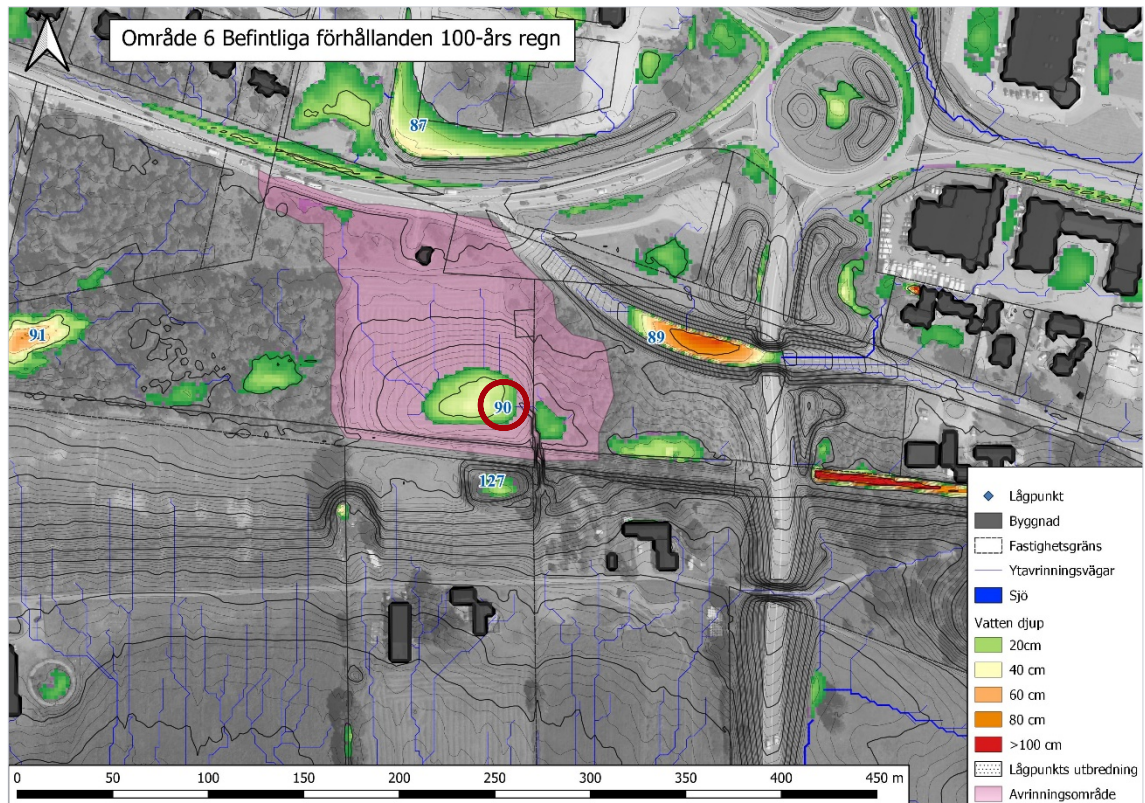 Område 6 Befintliga förhållanden 100-års regn
87
91
89
90
127
Lågpunkt
Byggnad
Fastighetsgräns
Ytavrinningsvägar
Sjö
Vatten djup
20cm
40 cm
60 cm
80 cm
>100 cm
Lågpunkts utbredning
Avrinningsområde
0 50 100 150 200 250 300 350 400 450 m